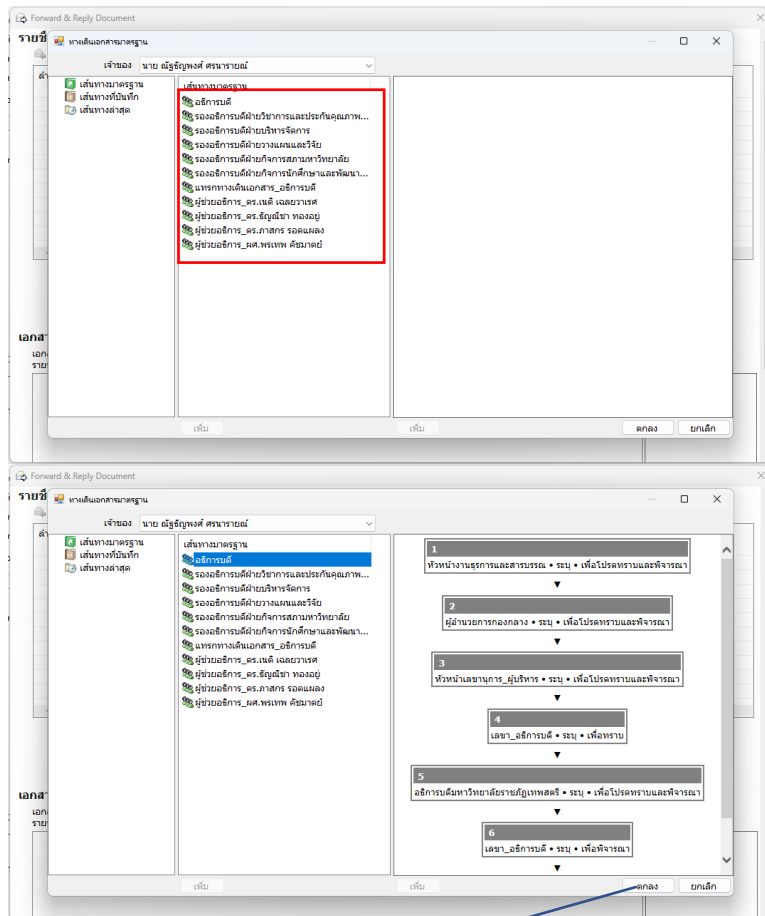 Forward & Reply Document
รายชื่
ทางเดินเอกสารมาตรฐาน
เจ้าของ นาย ณัฐธัญพงศ์ ศรนารายณ์
ลำ
เส้นทางมาตรฐาน
เส้นทางที่บันทึก
เส้นทางล่าสุด
เส้นทางมาตรฐาน
อธิการบดี
รองอธิการบดีฝ่ายวิชาการและประกันคุณภาพ...
รองอธิการบดีฝ่ายบริหารจัดการ
รองอธิการบดีฝ่ายวางแผนและวิจัย
รองอธิการบดีฝ่ายกิจการสภามหาวิทยาลัย
รองอธิการบดีฝ่ายกิจการนักศึกษาและพัฒนา...
แทรกทางเดินเอกสาร_อธิการบดี
ผู้ช่วยอธิการ_ดร.เนติ เฉลยวาเรศ
ผู้ช่วยอธิการ_ดร.ธัญณิชา ทองอยู่
ผู้ช่วยอธิการ_ดร.ภาสกร รอดแผลง
ผู้ช่วยอธิการ_ผศ.พรเทพ ดัชมาตย์
เอกสา
เอก
ราย
เพิ่ม
เพิ่ม
ตกลง
ยกเลิก
Forward & Reply Document
รายชื่
ทางเดินเอกสารมาตรฐาน
เจ้าของ นาย ณัฐธัญพงศ์ ศรนารายณ์
ลำ
เส้นทางมาตรฐาน
เส้นทางที่บันทึก
เส้นทางล่าสุด
เส้นทางมาตรฐาน
อธิการบดี
รองอธิการบดีฝ่ายวิชาการและประกันคุณภาพ...
รองอธิการบดีฝ่ายบริหารจัดการ
รองอธิการบดีฝ่ายวางแผนและวิจัย
รองอธิการบดีฝ่ายกิจการสภามหาวิทยาลัย
รองอธิการบดีฝ่ายกิจการนักศึกษาและพัฒนา...
แทรกทางเดินเอกสาร_อธิการบดี
ผู้ช่วยอธิการ_ดร.เนติ เฉลยวาเรศ
ผู้ช่วยอธิการ_ดร.ธัญณิชา ทองอยู่
ผู้ช่วยอธิการ_ดร.ภาสกร รอดแผลง
ผู้ช่วยอธิการ_ผศ.พรเทพ ดัชมาตย์
1
หัวหน้างานธุรการและสารบรรณ • ระบุ • เพื่อโปรดทราบและพิจารณา
2
ผู้อำนวยการกองกลาง • ระบุ • เพื่อโปรดทราบและพิจารณา
3
หัวหน้าเลขานุการ_ผู้บริหาร • ระบุ • เพื่อโปรดทราบและพิจารณา
4
เลขา_อธิการบดี • ระบุ • เพื่อทราบ
5
อธิการบดีมหาวิทยาลัยราชภัฏเทพสตรี • ระบุ • เพื่อโปรดทราบและพิจารณา
6
เลขา_อธิการบดี • ระบุ • เพื่อพิจารณา
เอกสา
เอก
ราย
เพิ่ม
เพิ่ม
ตกลง
ยกเลิก